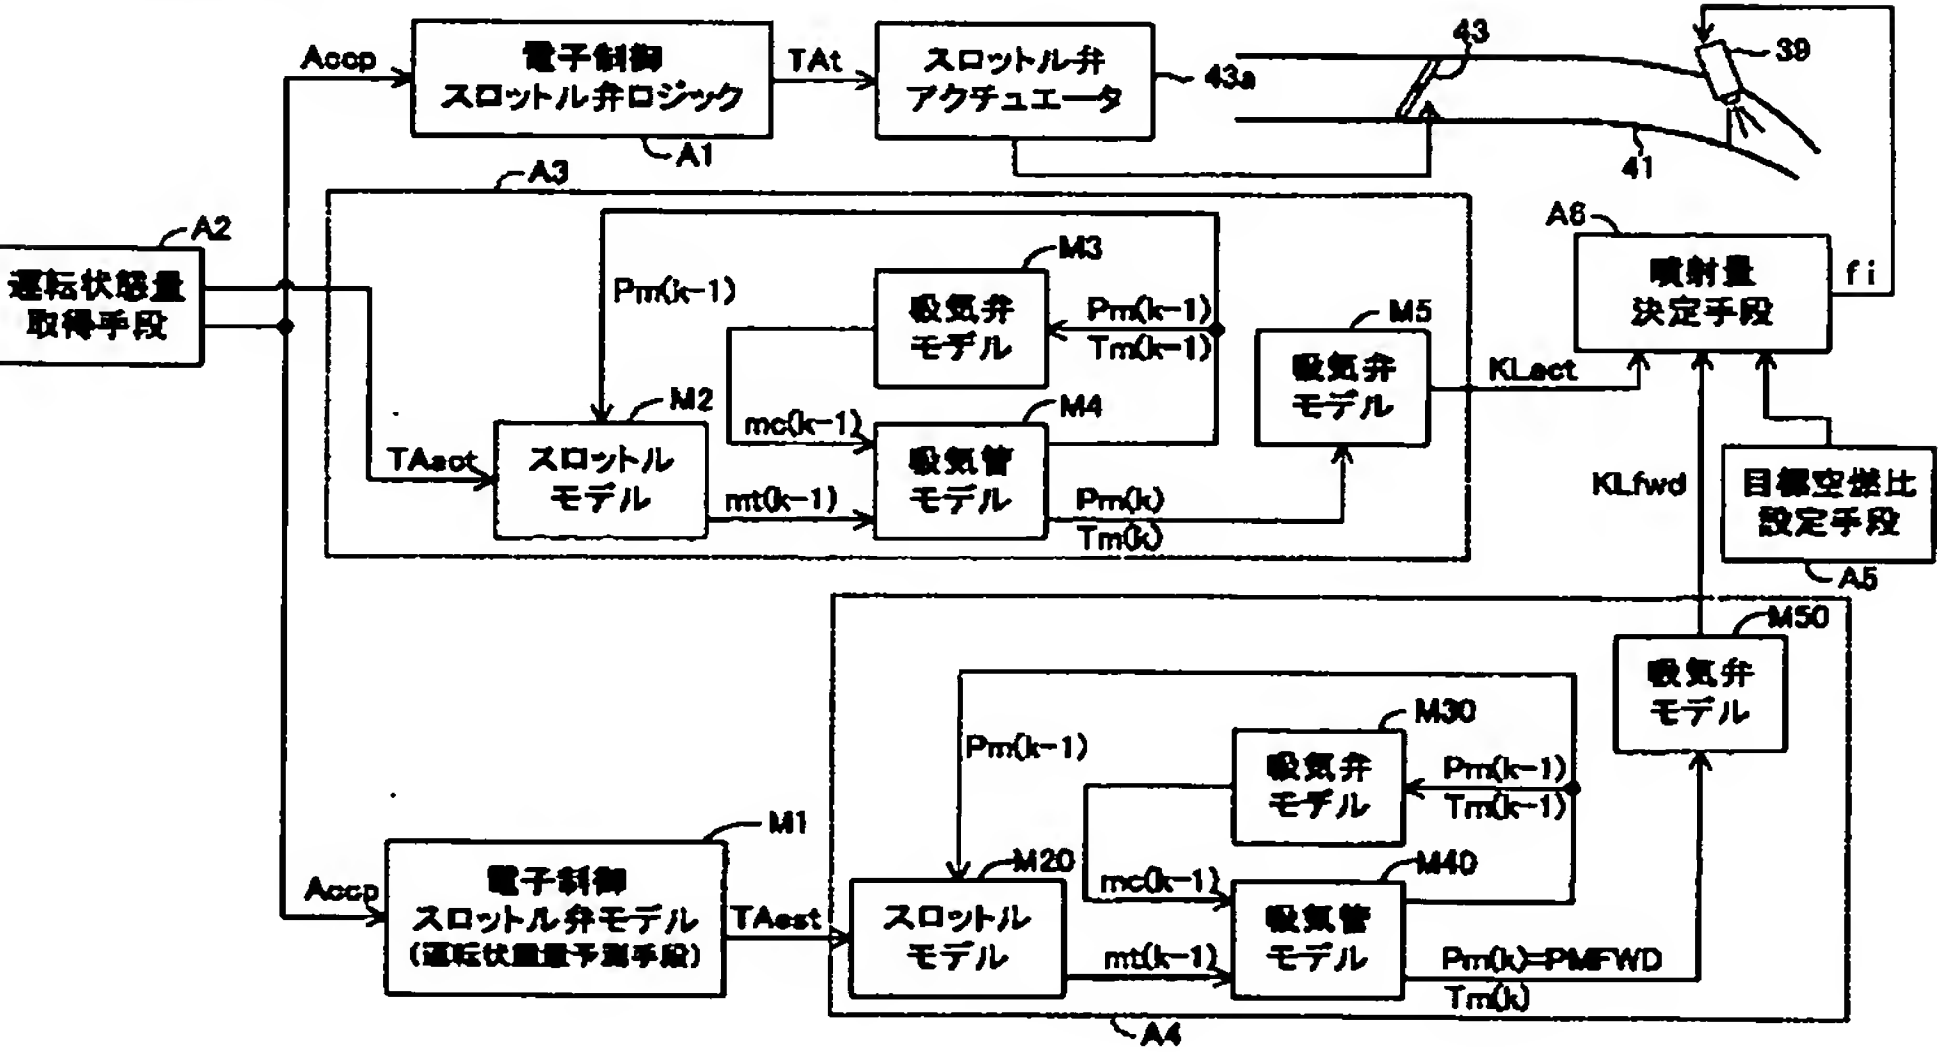 Accp
電子制御
スロットル弁ロジック
A1
TAt
スロットル弁
アクチュエータ
43a
43
39
41
A3
A2
運転状態量
取得手段
Pm(k-1)
M3
吸気弁
モデル
Pm(k-1)
Tm(k-1)
M5
吸気弁
モデル
KLact
A6
噴射量
決定手段
fi
TAact
M2
スロットル
モデル
mc(k-1)
mt(k-1)
M4
吸気管
モデル
Pm(k)
Tm(k)
KLfwd
目標空燃比
設定手段
A5
M50
吸気弁
モデル
Pm(k-1)
M30
吸気弁
モデル
Pm(k-1)
Tm(k-1)
Accp
M1
電子制御
スロットル弁モデル
(運転状態量予測手段)
TAest
M20
スロットル
モデル
mc(k-1)
mt(k-1)
M40
吸気管
モデル
Pm(k)=PMFWD
Tm(k)
A4